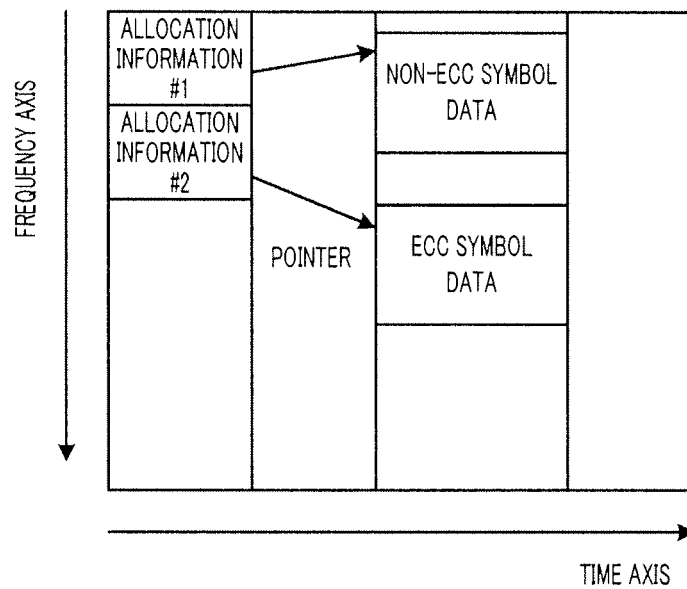 FREQUENCY AXIS
ALLOCATION
INFORMATION
#1
ALLOCATION
INFORMATION
#2
POINTER
NON-ECC SYMBOL
DATA
ECC SYMBOL
DATA
TIME AXIS